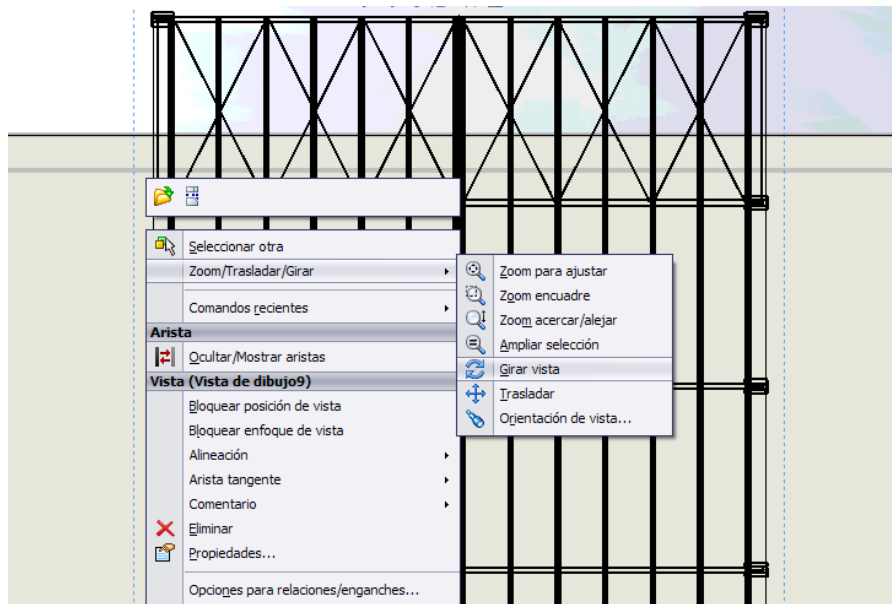 Seleccionar otra
Zoom/Trasladar/Girar
Comandos recientes
Arista
Ocultar/Mostrar aristas
Vista (Vista de dibujo9)
Bloquear posición de vista
Bloquear enfoque de vista
Alineación
Arista tangente
Comentario
Eliminar
Propiedades...
Opciones para relaciones/enganches...
Zoom para ajustar
Zoom encuadre
Zoom acercar/alejar
Ampliar selección
Girar vista
Trasladar
Orientación de vista...